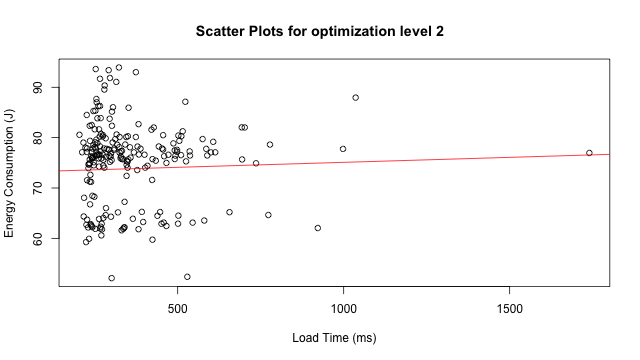 Scatter Plots for optimization level 2
Energy Consumption (J)
90
80
70
60
500
1000
1500
Load Time (ms)